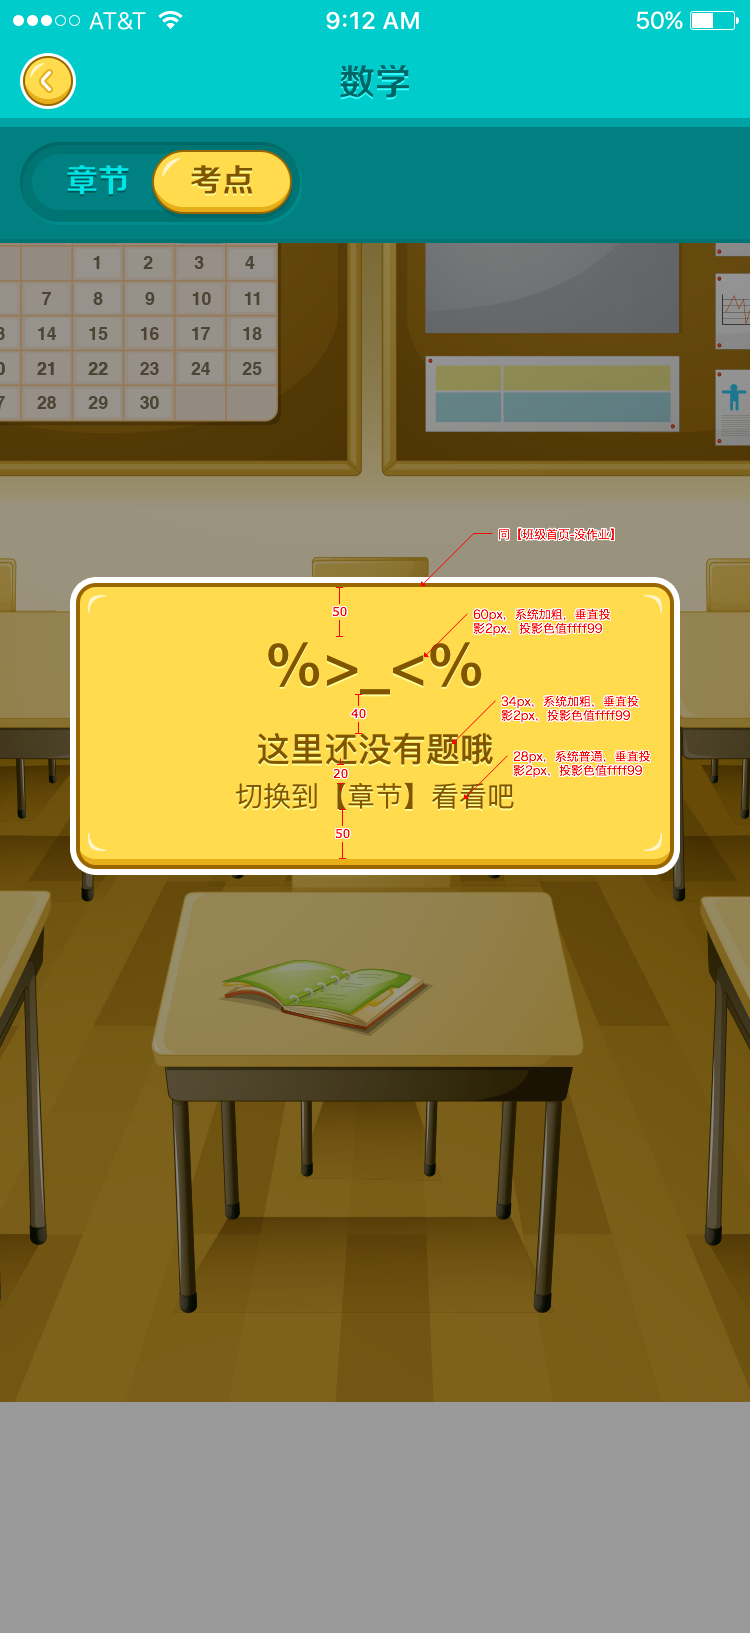 AT&T 9:12 AM 50%
数学
章节 考点
1 2 3 4
7 8 9 10 11
14 15 16 17 18
21 22 23 24 25
28 29 30
同【班级首页-没作业】
50
60px，系统加粗，垂直投
影2px，投影色值ffff99
%>_<%
40
34px，系统加粗，垂直投
影2px，投影色值ffff99
这里还没有题哦
20
28px，系统普通，垂直投
影2px，投影色值ffff99
切换到【章节】看看吧
50